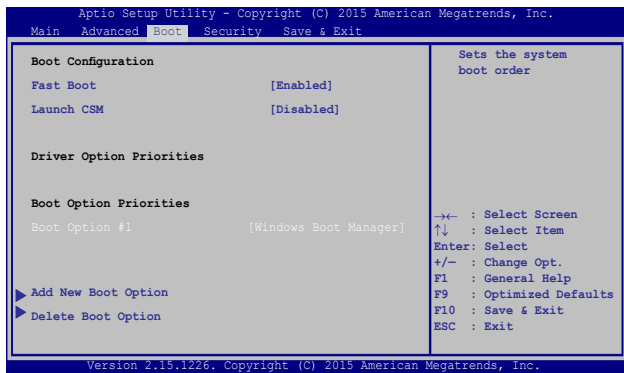 Aptio Setup Utility - Copyright (C) 2015 American Megatrends, Inc.
Main Advanced Boot Security Save & Exit
Boot Configuration
Fast Boot [Enabled]
Launch CSM [Disabled]
Driver Option Priorities
Boot Option Priorities
Boot Option #1 [Windows Boot Manager]
Add New Boot Option
Delete Boot Option
Sets the system
boot order
→← : Select Screen
↑↓ : Select Item
Enter: Select
+/— : Change Opt.
F1 : General Help
F9 : Optimized Defaults
F10 : Save & Exit
ESC : Exit
Version 2.15.1226. Copyright (C) 2015 American Megatrends, Inc.